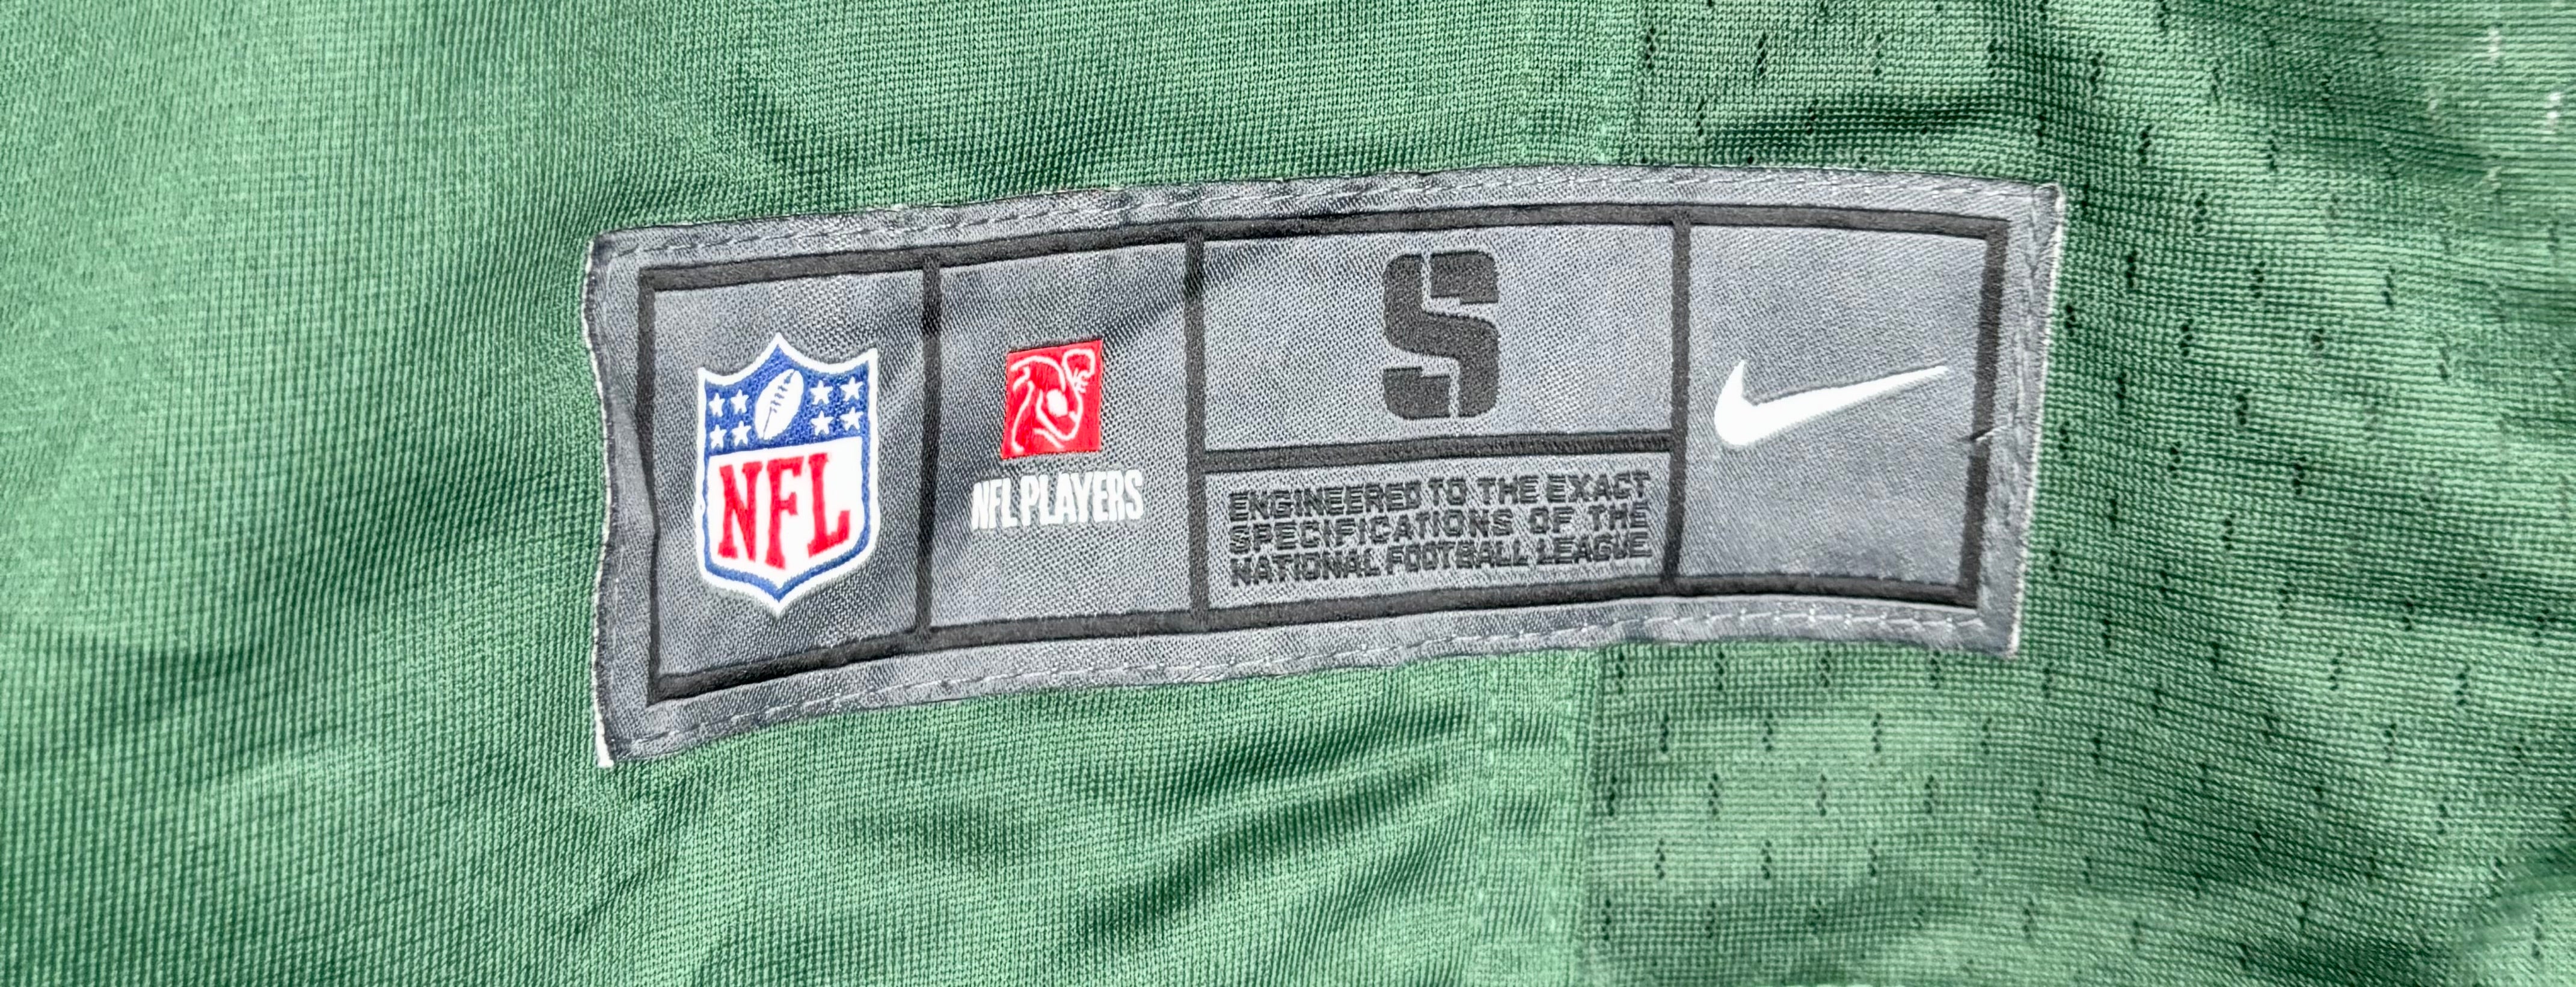 NFL
NFL PLAYERS
S
ENGINEERED TO THE EXACT
SPECIFICATIONS OF THE
NATIONAL FOOTBALL LEAGUE